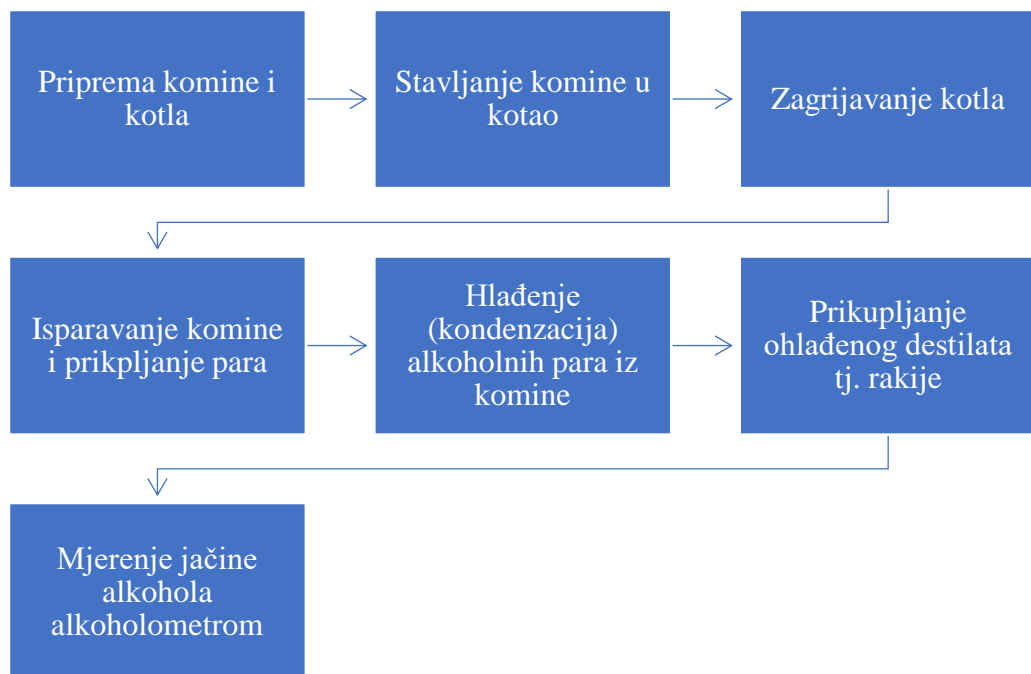 Priprema komine i
kotla
Stavljanje komine u
kotao
Zagrijavanje kotla
Isparavanje komine
i prikpljanje para
Hlađenje
(kondenzacija)
alkoholnih para iz
komine
Prikupljanje
ohlađenog destilata
tj. rakije
Mjerenje jačine
alkohola
alkoholometrom